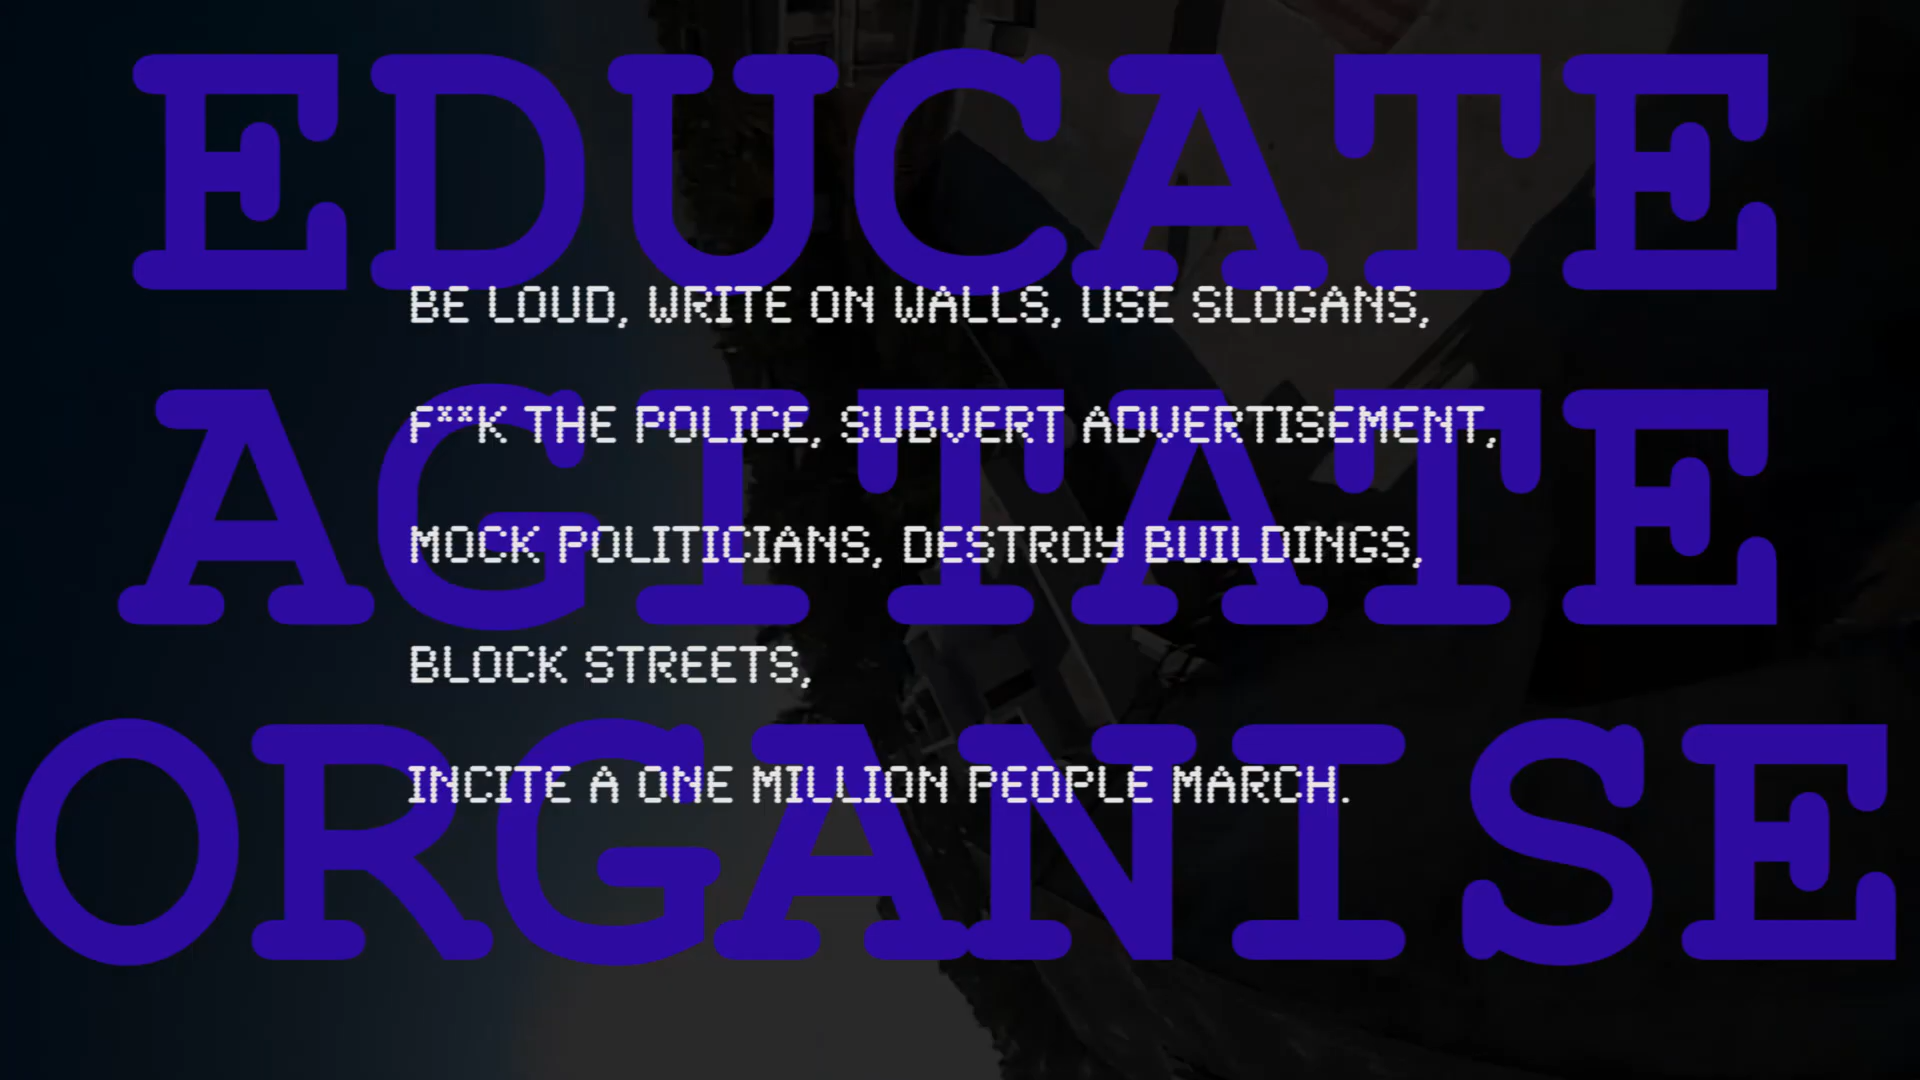 EDUCATE
BE LOUD, WRITE ON WALLS, USE SLOGANS,
AGITATE
F**K THE POLICE, SUBVERT ADVERTISEMENT,
MOCK POLITICIANS, DESTROY BUILDINGS,
BLOCK STREETS,
ORGANISE
INCITE A ONE MILLION PEOPLE MARCH.